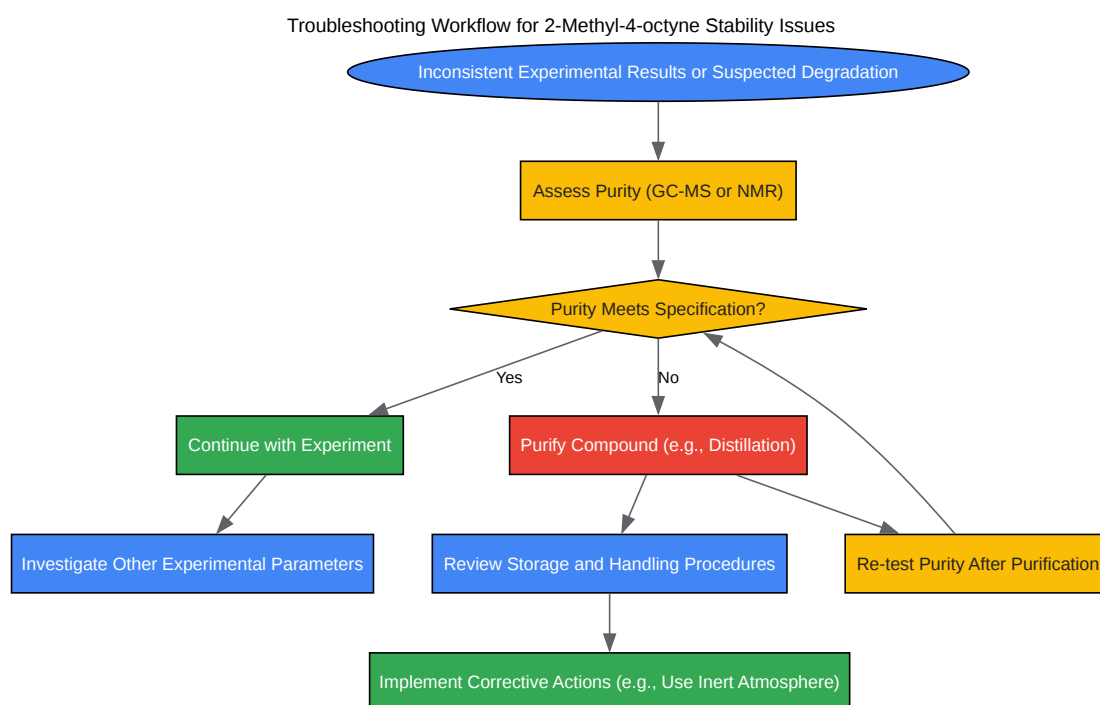 Troubleshooting Workflow for 2-Methyl-4-octyne Stability Issues
Inconsistent Experimental Results or Suspected Degradation
Assess Purity (GC-MS or NMR)
Purity Meets Specification?
Yes
No
Continue with Experiment
Purify Compound (e.g., Distillation)
Investigate Other Experimental Parameters
Review Storage and Handling Procedures
Re-test Purity After Purification
Implement Corrective Actions (e.g., Use Inert Atmosphere)